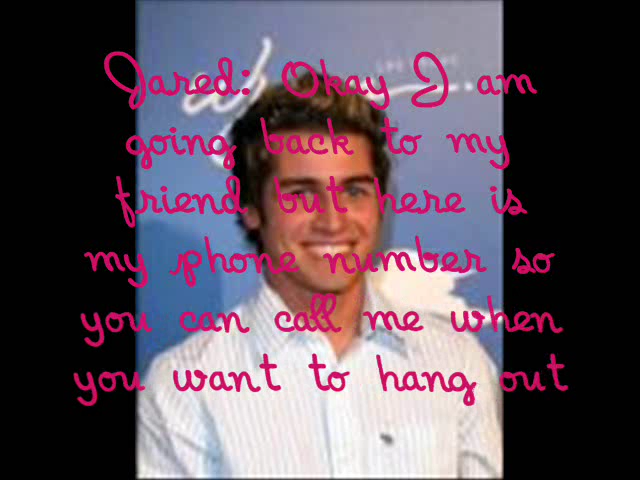 Jared: Okay I am
going back to my
friend but here is
my phone number so
you can call me when
you want to hang out